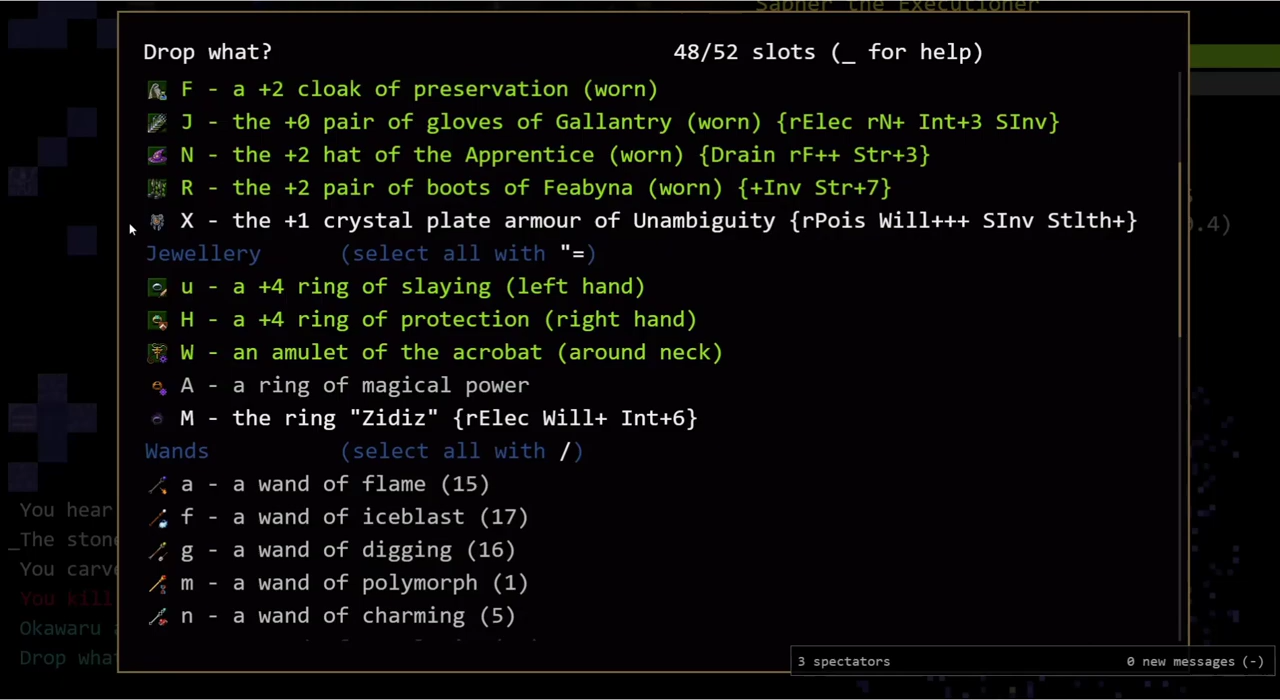 Sabner the Executioner
Drop what? 48/52 slots (_ for help)
F - a +2 cloak of preservation (worn)
J - the +0 pair of gloves of Gallantry (worn) {rElec rN+ Int+3 SInv}
N - the +2 hat of the Apprentice (worn) {Drain rF++ Str+3}
R - the +2 pair of boots of Feabyna (worn) {+Inv Str+7}
X - the +1 crystal plate armour of Unambiguity {rPois Will+++ SInv Stlth+}
.4)
Jewellery (select all with "=)
u - a +4 ring of slaying (left hand)
H - a +4 ring of protection (right hand)
W - an amulet of the acrobat (around neck)
A - a ring of magical power
M - the ring "Zidiz" {rElec Will+ Int+6}
Wands (select all with /)
a - a wand of flame (15)
f - a wand of iceblast (17)
g - a wand of digging (16)
m - a wand of polymorph (1)
n - a wand of charming (5)
You hear
_The stone
You carve
You kill
Okawaru
Drop what
3 spectators 0 new messages (-)